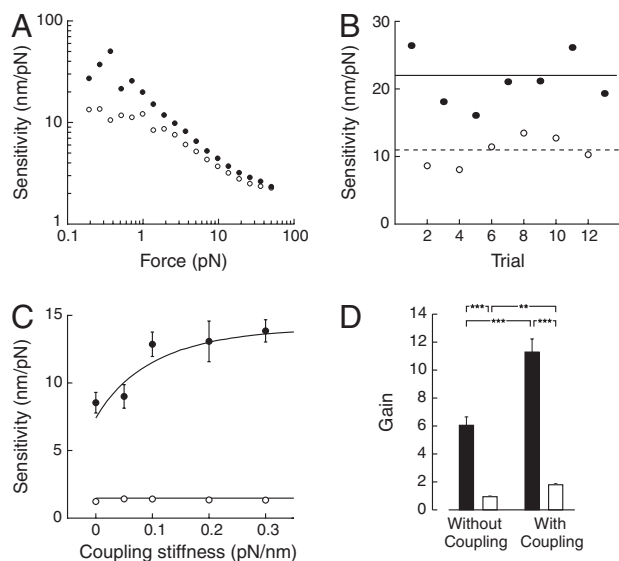 A
Sensitivity (nm/pN)
100
10
1
0.1
1
10
100
Force (pN)
B
Sensitivity (nm/pN)
30
20
10
0
2
4
6
8
10
12
Trial
C
Sensitivity (nm/pN)
15
10
5
0
0
0.1
0.2
0.3
Coupling stiffness (pN/nm)
D
*** **
*** ***
Gain
14
12
10
8
6
4
2
0
Without With
Coupling Coupling